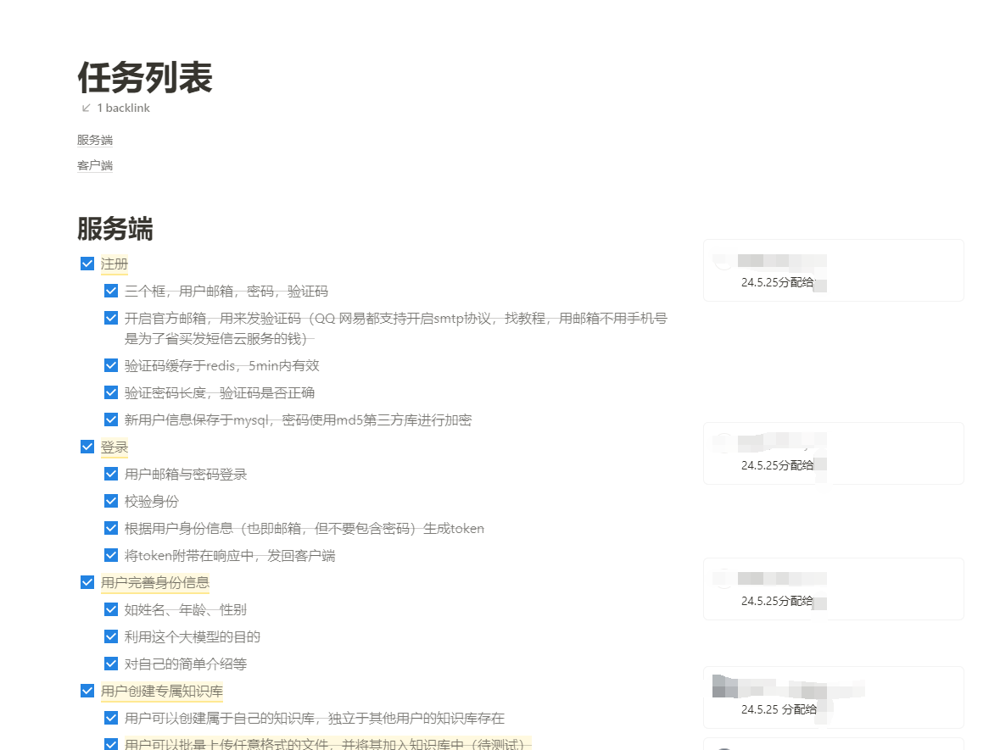 任务列表
1 backlink
服务端
客户端
服务端
注册
24.5.25分配给
三个框，用户邮箱，密码，验证码
开启官方邮箱，用来发验证码（QQ 网易都支持开启smtp协议，找教程，用邮箱不用手机号
是为了省买发短信云服务的钱）
验证码缓存于redis，5min内有效
验证密码长度，验证码是否正确
新用户信息保存于mysql，密码使用md5第三方库进行加密
登录
24.5.25分配给
用户邮箱与密码登录
校验身份
根据用户身份信息（也即邮箱，但不要包含密码）生成token
将token附带在响应中，发回客户端
用户完善身份信息
24.5.25分配给
如姓名、年龄、性别
利用这个大模型的目的
对自己的简单介绍等
用户创建专属知识库
24.5.25 分配给
用户可以创建属于自己的知识库，独立于其他用户的知识库存在
用户可以批量上传任意格式的文件，并将其加入知识库中（待测试）